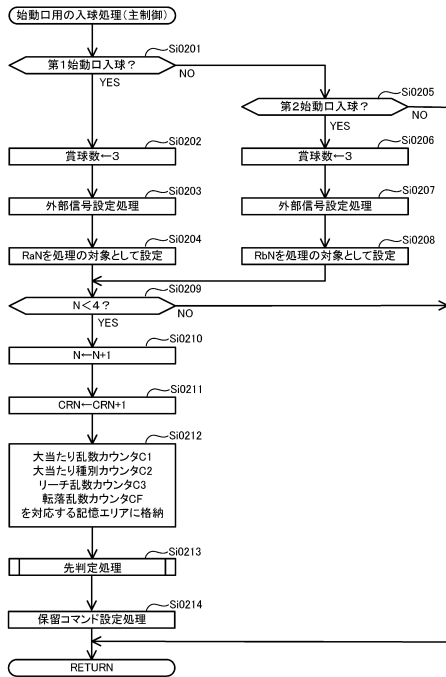 始動口用の入球処理(主制御)
Si0201
第1始動口入球?
NO
YES
Si0205
第2始動口入球?
NO
YES
Si0202
賞球数←3
Si0206
賞球数←3
Si0203
外部信号設定処理
Si0207
外部信号設定処理
Si0204
RaNを処理の対象として設定
Si0208
RbNを処理の対象として設定
Si0209
N<4?
NO
YES
Si0210
N←N+1
Si0211
CRN←CRN+1
Si0212
大当たり乱数カウンタC1
大当たり種別カウンタC2
リーチ乱数カウンタC3
転落乱数カウンタCF
を対応する記憶エリアに格納
Si0213
先判定処理
Si0214
保留コマンド設定処理
RETURN